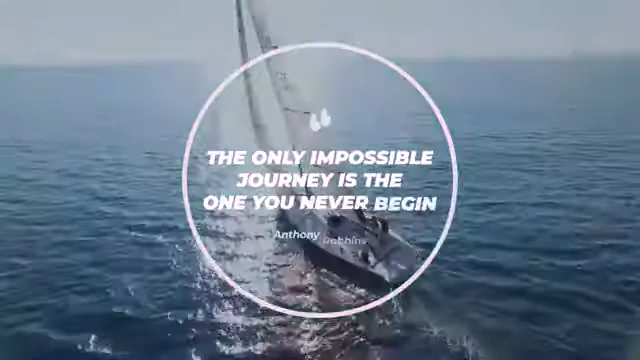 “
THE ONLY IMPOSSIBLE
JOURNEY IS THE
ONE YOU NEVER BEGIN
Anthony Robbins